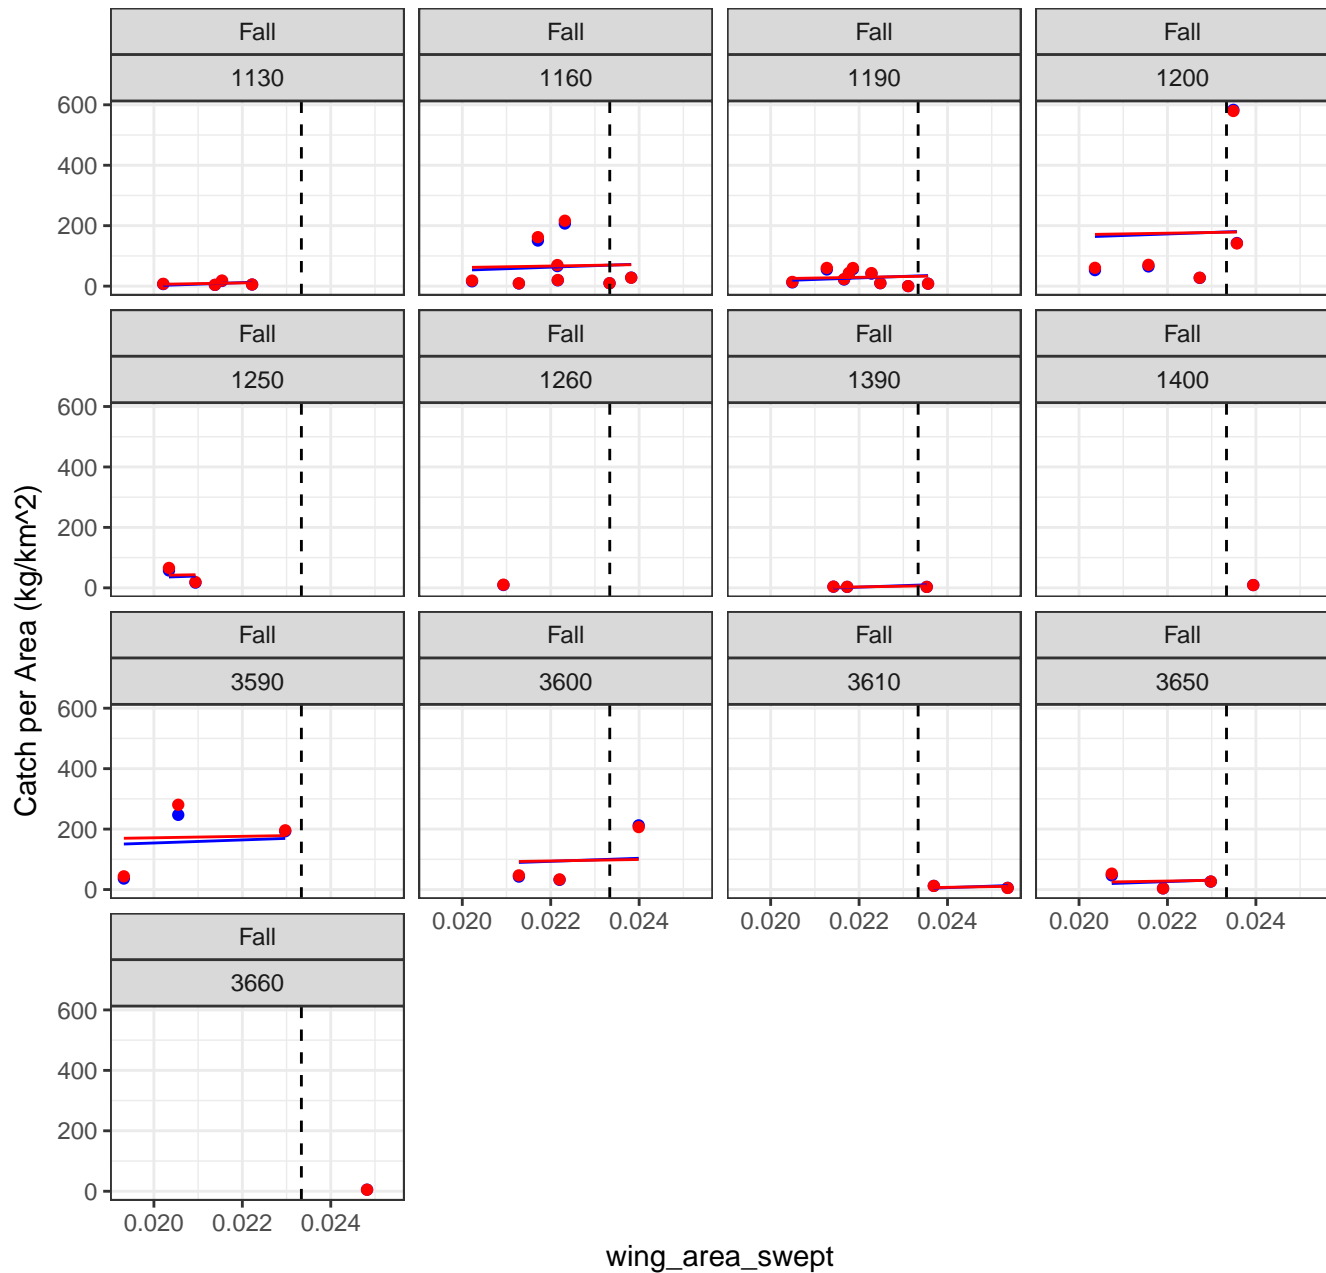 Fall Fall Fall Fall
1130 1160 1190 1200
600
400
200
0
Fall Fall Fall Fall
1250 1260 1390 1400
600
400
200
0
Fall Fall Fall Fall
3590 3600 3610 3650
600
400
200
0
0.020 0.022 0.024 0.020 0.022 0.024 0.020 0.022 0.024
Fall
3660
600
400
200
0
0.020 0.022 0.024
wing_area_swept
Catch per Area (kg/km^2)